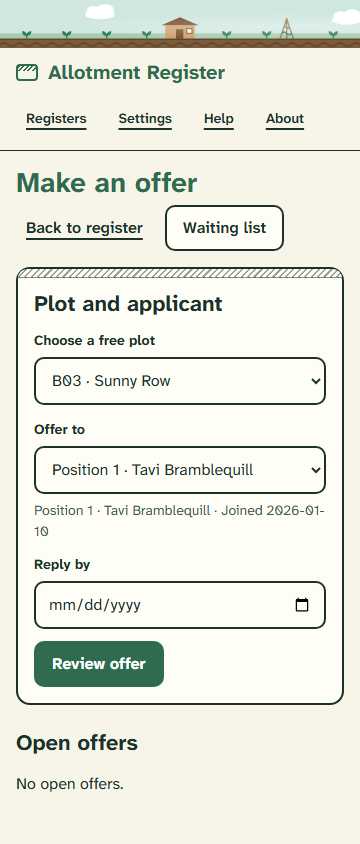 Allotment Register
Registers Settings Help About
Make an offer
Back to register Waiting list
Plot and applicant
Choose a free plot
B03 · Sunny Row
Offer to
Position 1 · Tavi Bramblequill
Position 1 · Tavi Bramblequill · Joined 2026-01-
10
Reply by
mm/dd/yyyy
Review offer
Open offers
No open offers.